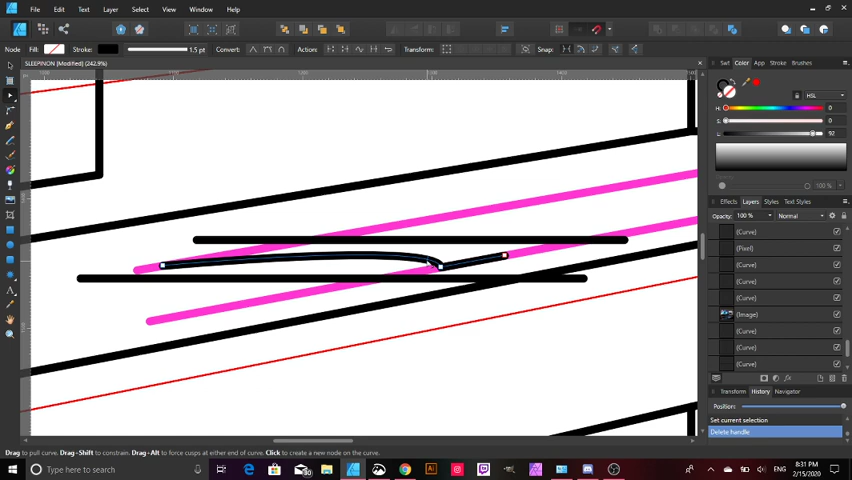 File Edit Text Layer Select View Window Help
Node Fill: Stroke: 1.5 pt Convert: Action: Transform: Snap:
SLEEPINON (Modified) (242.9%)
Swt Color App Stroke Brushes
HSL
H: 0
S: 0
L: 92
Opacity
100 %
Effects Layers Styles Text Styles
Opacity: 100 % Normal
(Curve)
(Pixel)
(Curve)
(Curve)
(Curve)
(Image)
(Curve)
(Curve)
(Curve)
Transform History Navigator
Position:
Set current selection
Delete handle
Drag to pull curve. Drag+Shift to constrain. Drag+Alt to force cusps at either end of curve. Click to create a new node on the curve.
Type here to search
Ai
ENG
8:31 PM
2/15/2020